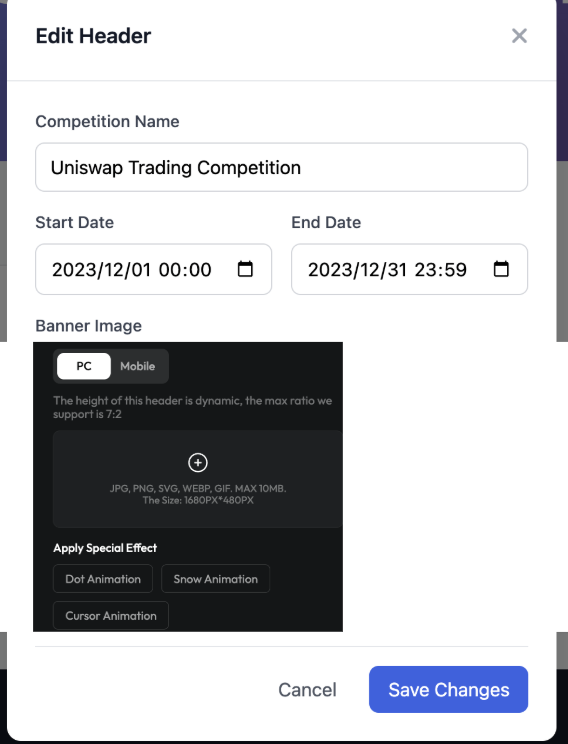 Edit Header
Competition Name
Uniswap Trading Competition
Start Date
End Date
2023/12/01 00:00
2023/12/31 23:59
Banner Image
PC
Mobile
The height of this header is dynamic, the max ratio we
support is 7:2
JPG, PNG, SVG, WEBP, GIF. MAX 10MB.
The Size: 1680PX*480PX
Apply Special Effect
Dot Animation
Snow Animation
Cursor Animation
Cancel
Save Changes